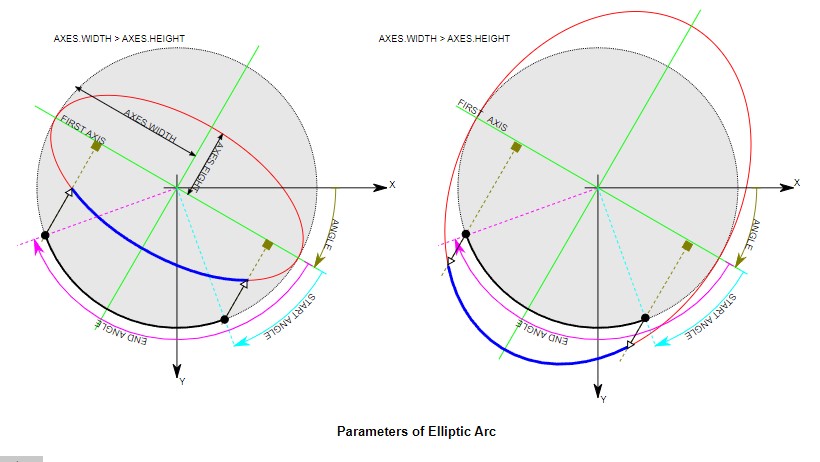 AXES.WIDTH > AXES.HEIGHT
AXES.WIDTH > AXES.HEIGHT
FIRST AXIS
AXES.WIDTH
AXES.EIGHT
X
ANGLE
START ANGLE
END ANGLE
Y
FIRST AXIS
X
ANGLE
START ANGLE
END ANGLE
Y
Parameters of Elliptic Arc